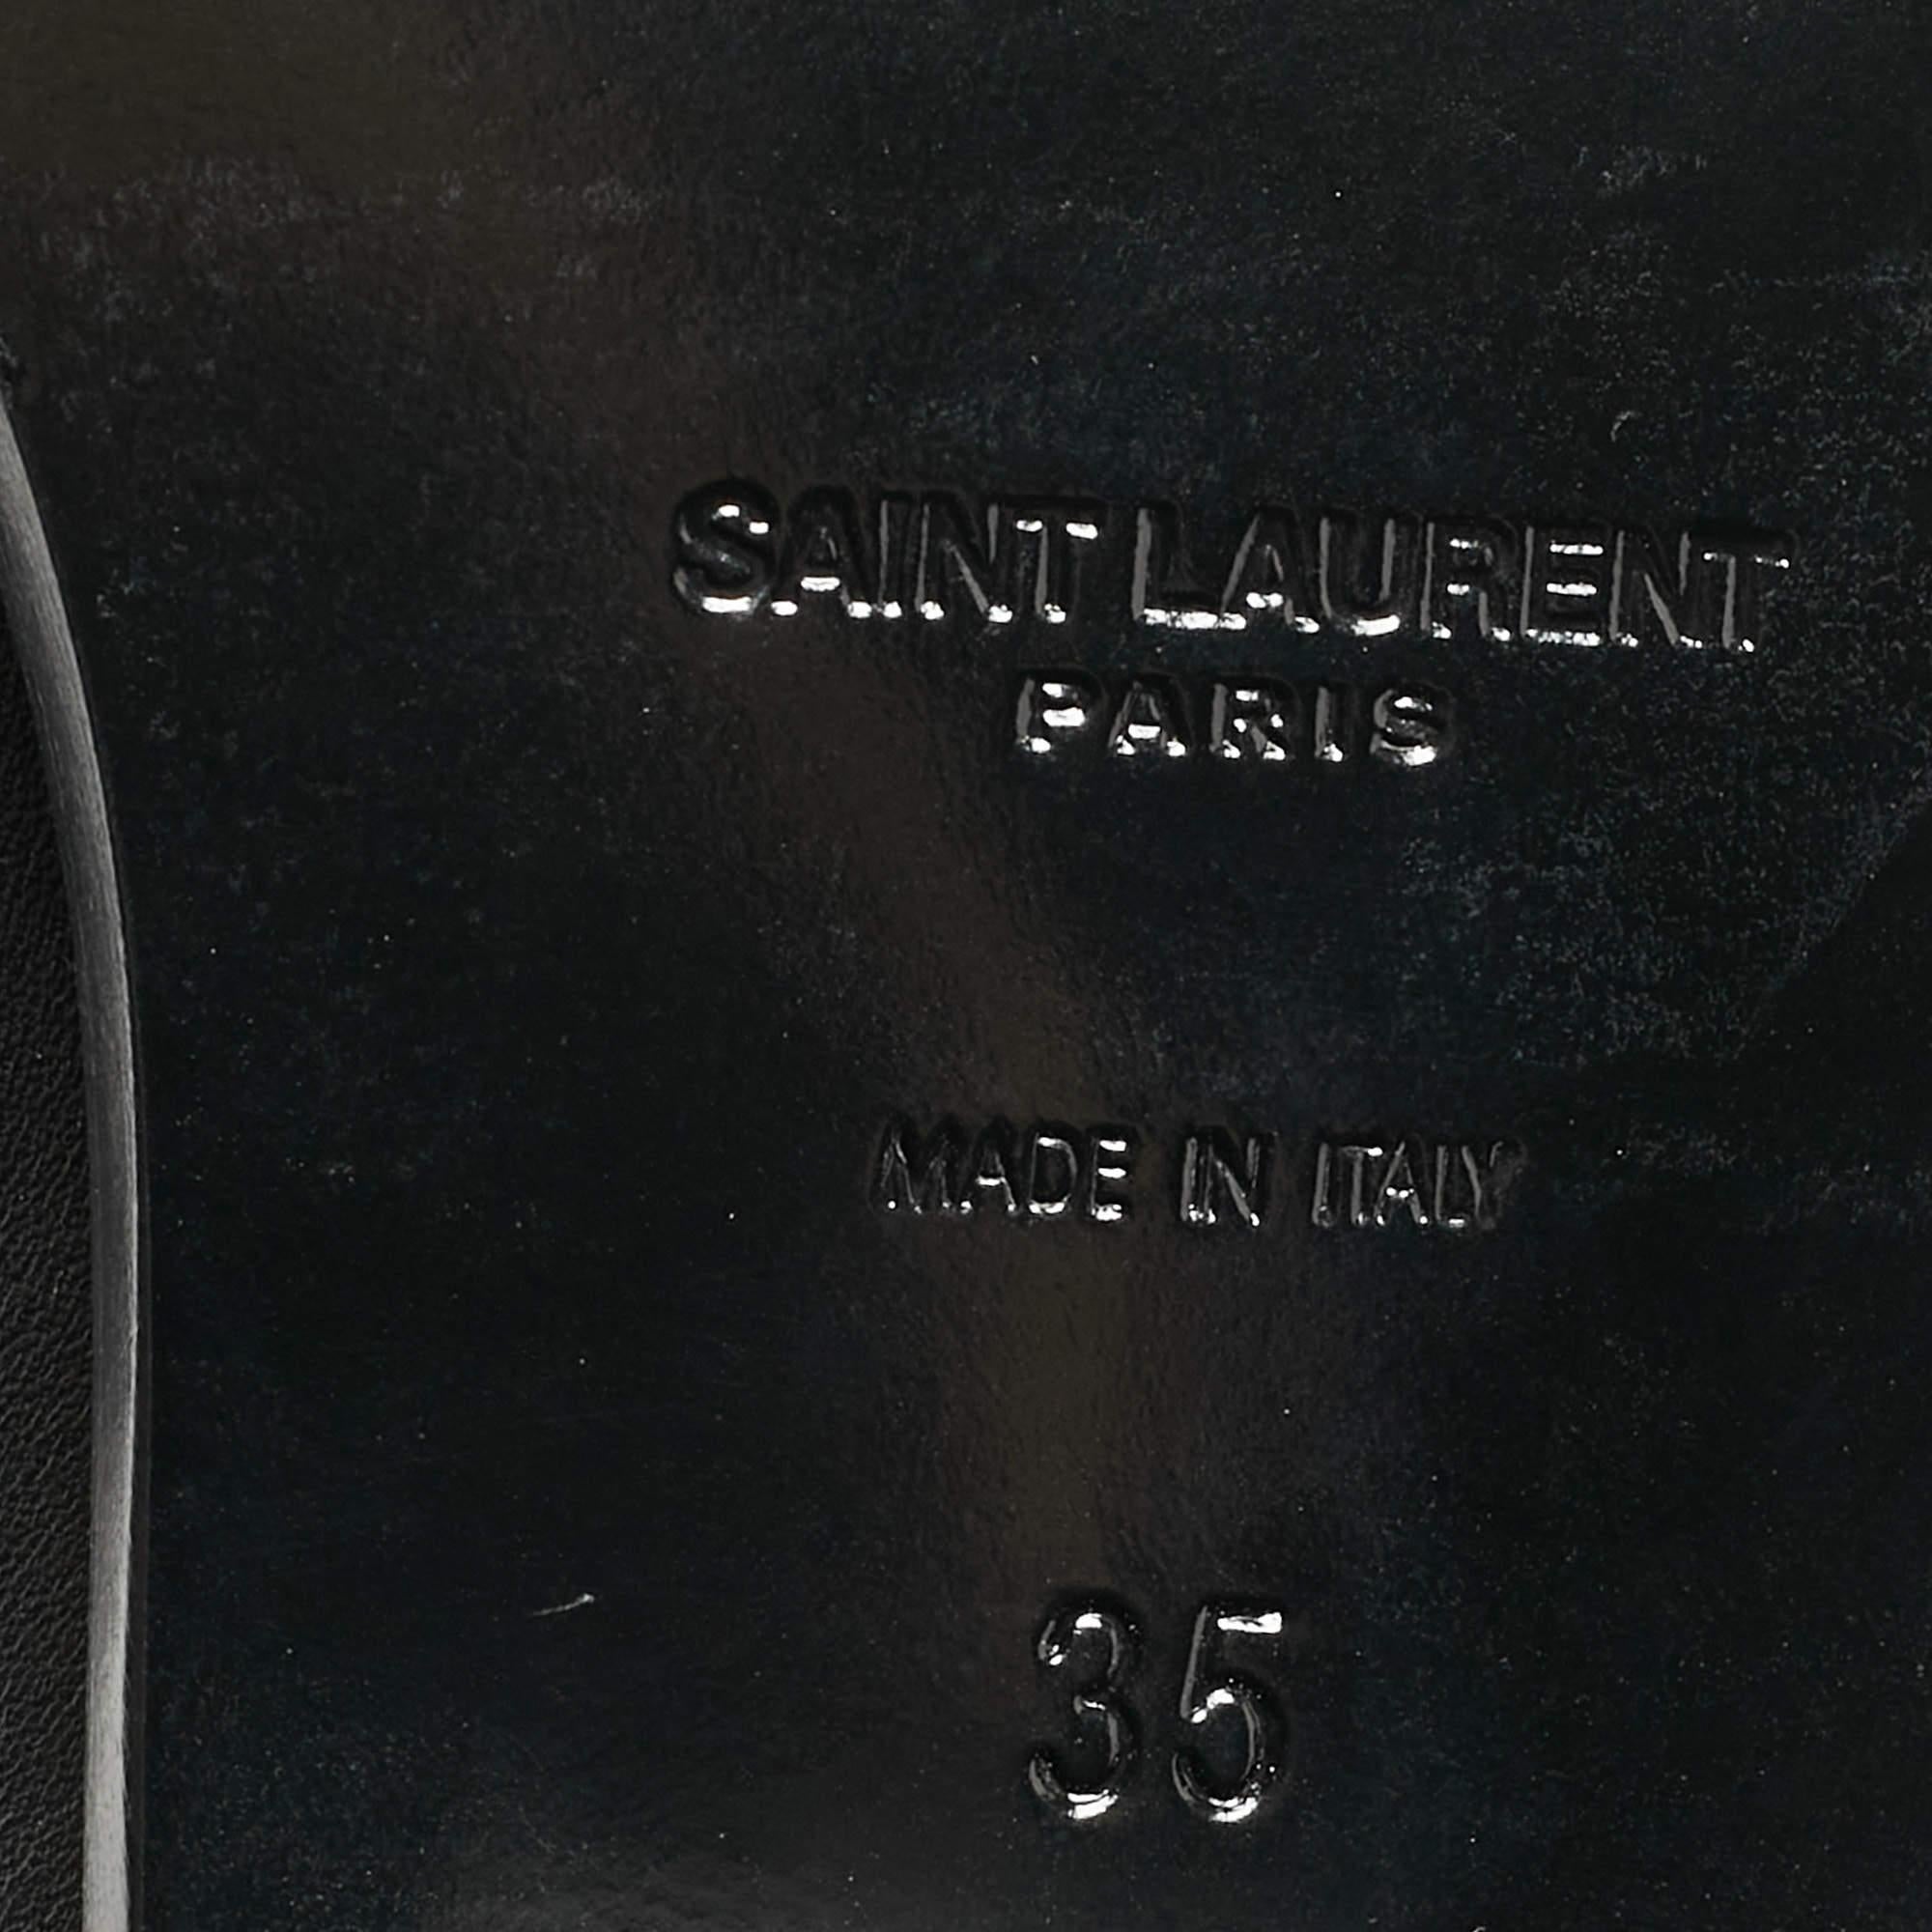 SAINT LAURENT
PARIS
MADE IN ITALY
35